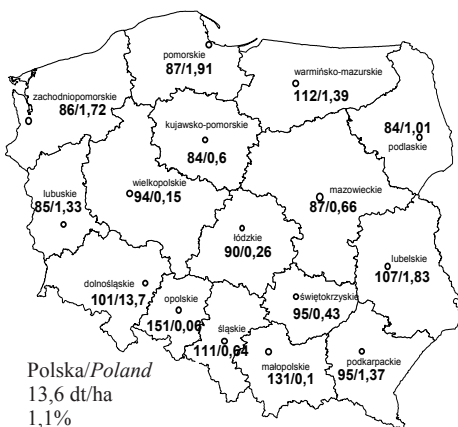 pomorskie
87/1,91
warmińsko-mazurskie
112/1,39
zachodniopomorskie
86/1,72
kujawsko-pomorskie
84/0,6
84/1,01
podlaskie
lubuskie
85/1,33
wielkopolskie
94/0,15
mazowieckie
87/0,66
łódzkie
90/0,26
lubelskie
107/1,83
dolnośląskie
101/13,7
opolskie
151/0,06
świętokrzyskie
95/0,43
śląskie
111/0,64
małopolskie
131/0,1
podkarpackie
95/1,37
Polska/Poland
13,6 dt/ha
1,1%